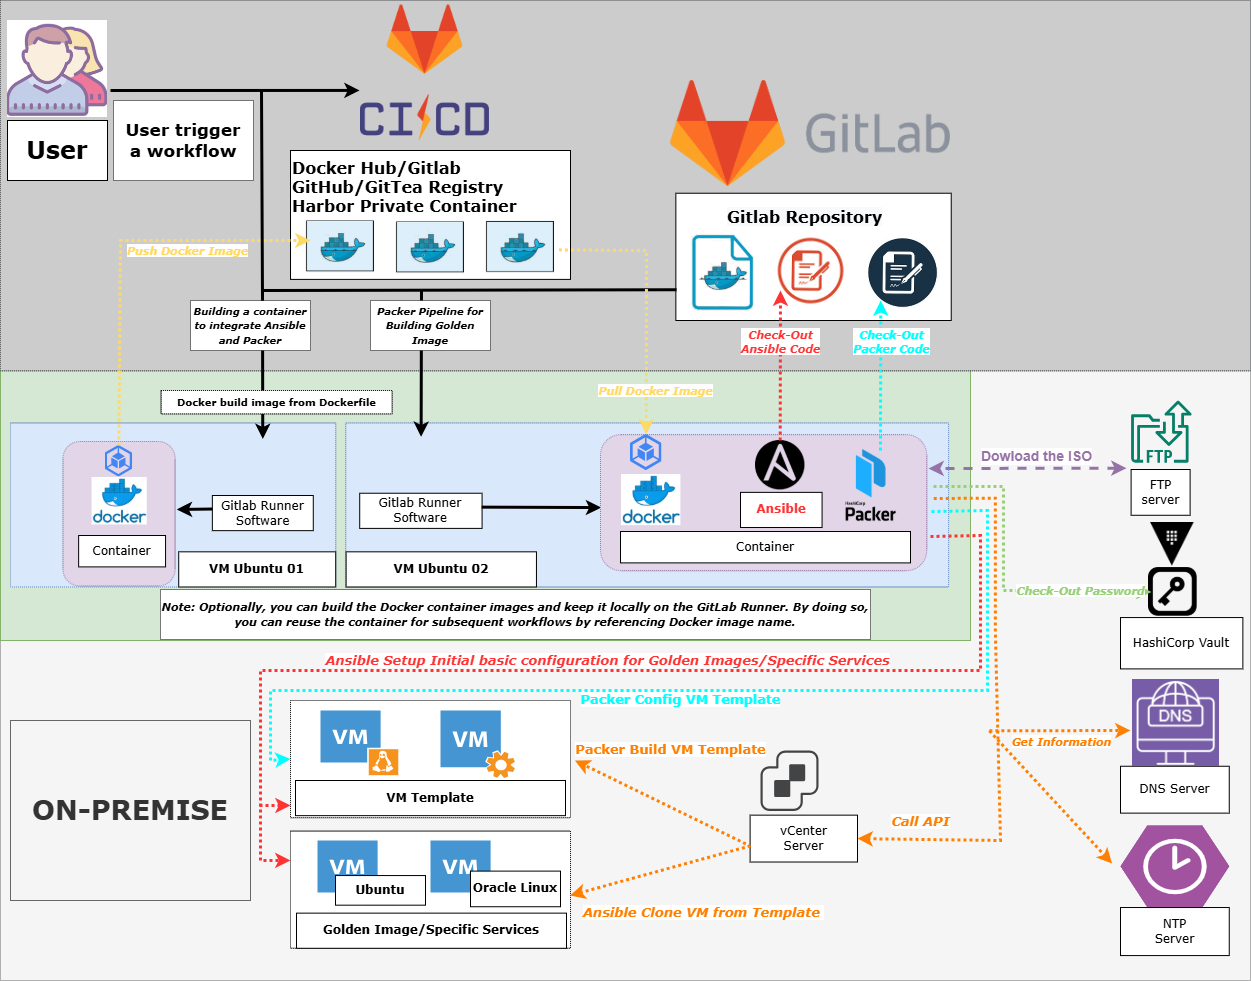 User
User trigger
a workflow
CI CD
GitLab
Docker Hub/Gitlab
GitHub/GitTea Registry
Harbor Private Container
Gitlab Repository
Push Docker Image
Building a container
to integrate Ansible
and Packer
Packer Pipeline for
Building Golden
Image
Check-Out
Ansible Code
Check-Out
Packer Code
Pull Docker Image
Docker build image from Dockerfile
docker
Container
Gitlab Runner
Software
VM Ubuntu 01
Gitlab Runner
Software
VM Ubuntu 02
docker
Ansible
HashiCorp
Packer
Container
Dowload the ISO
FTP
FTP
server
Check-Out Password
HashiCorp Vault
Note: Optionally, you can build the Docker container images and keep it locally on the GitLab Runner. By doing so,
you can reuse the container for subsequent workflows by referencing Docker image name.
Ansible Setup Initial basic configuration for Golden Images/Specific Services
Packer Config VM Template
VM
VM
VM Template
Packer Build VM Template
ON-PREMISE
vCenter
Server
Call API
Get Information
DNS
DNS Server
VM
Ubuntu
VM
Oracle Linux
Golden Image/Specific Services
Ansible Clone VM from Template
NTP
Server